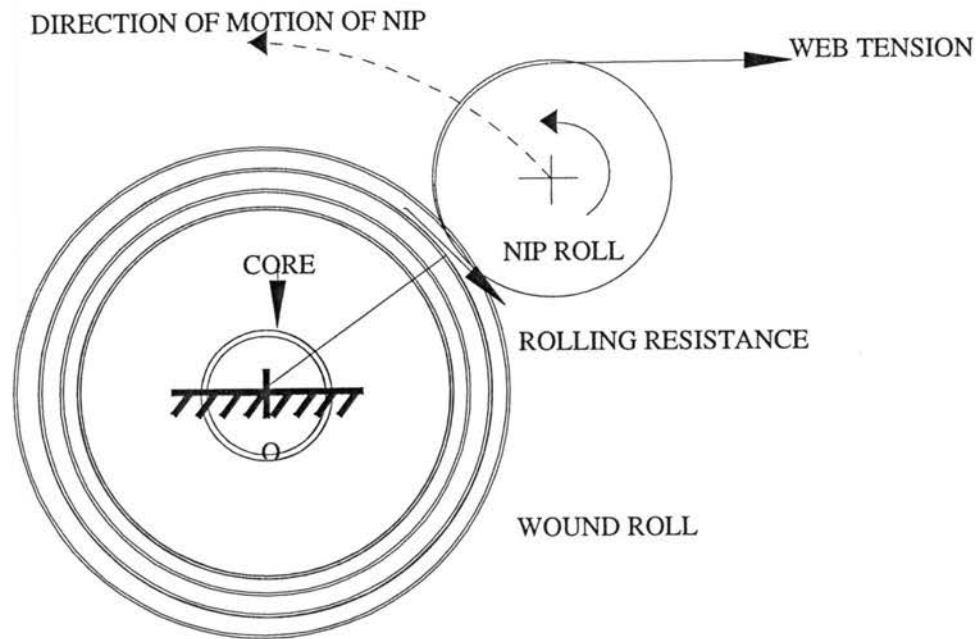 DIRECTION OF MOTION OF NIP
WEB TENSION
NIP ROLL
CORE
ROLLING RESISTANCE
O
WOUND ROLL